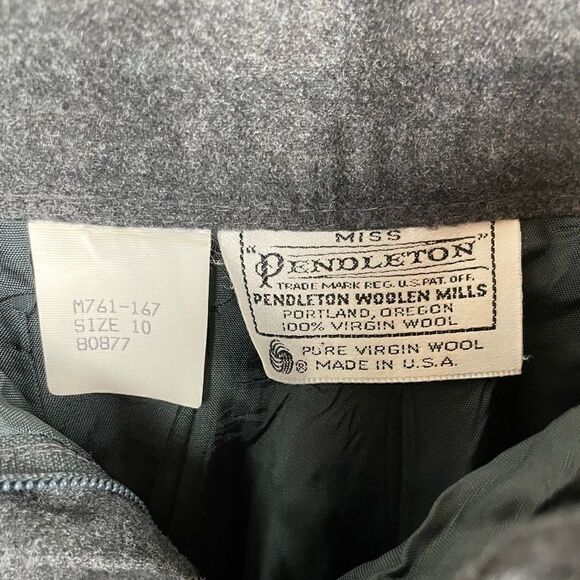 M761-167
SIZE 10
80877
MISS
"PENDLETON"
TRADE MARK REG. U.S. PAT. OFF.
PENDLETON WOOLEN MILLS
PORTLAND, OREGON
100% VIRGIN WOOL
PURE VIRGIN WOOL
® MADE IN U.S.A.